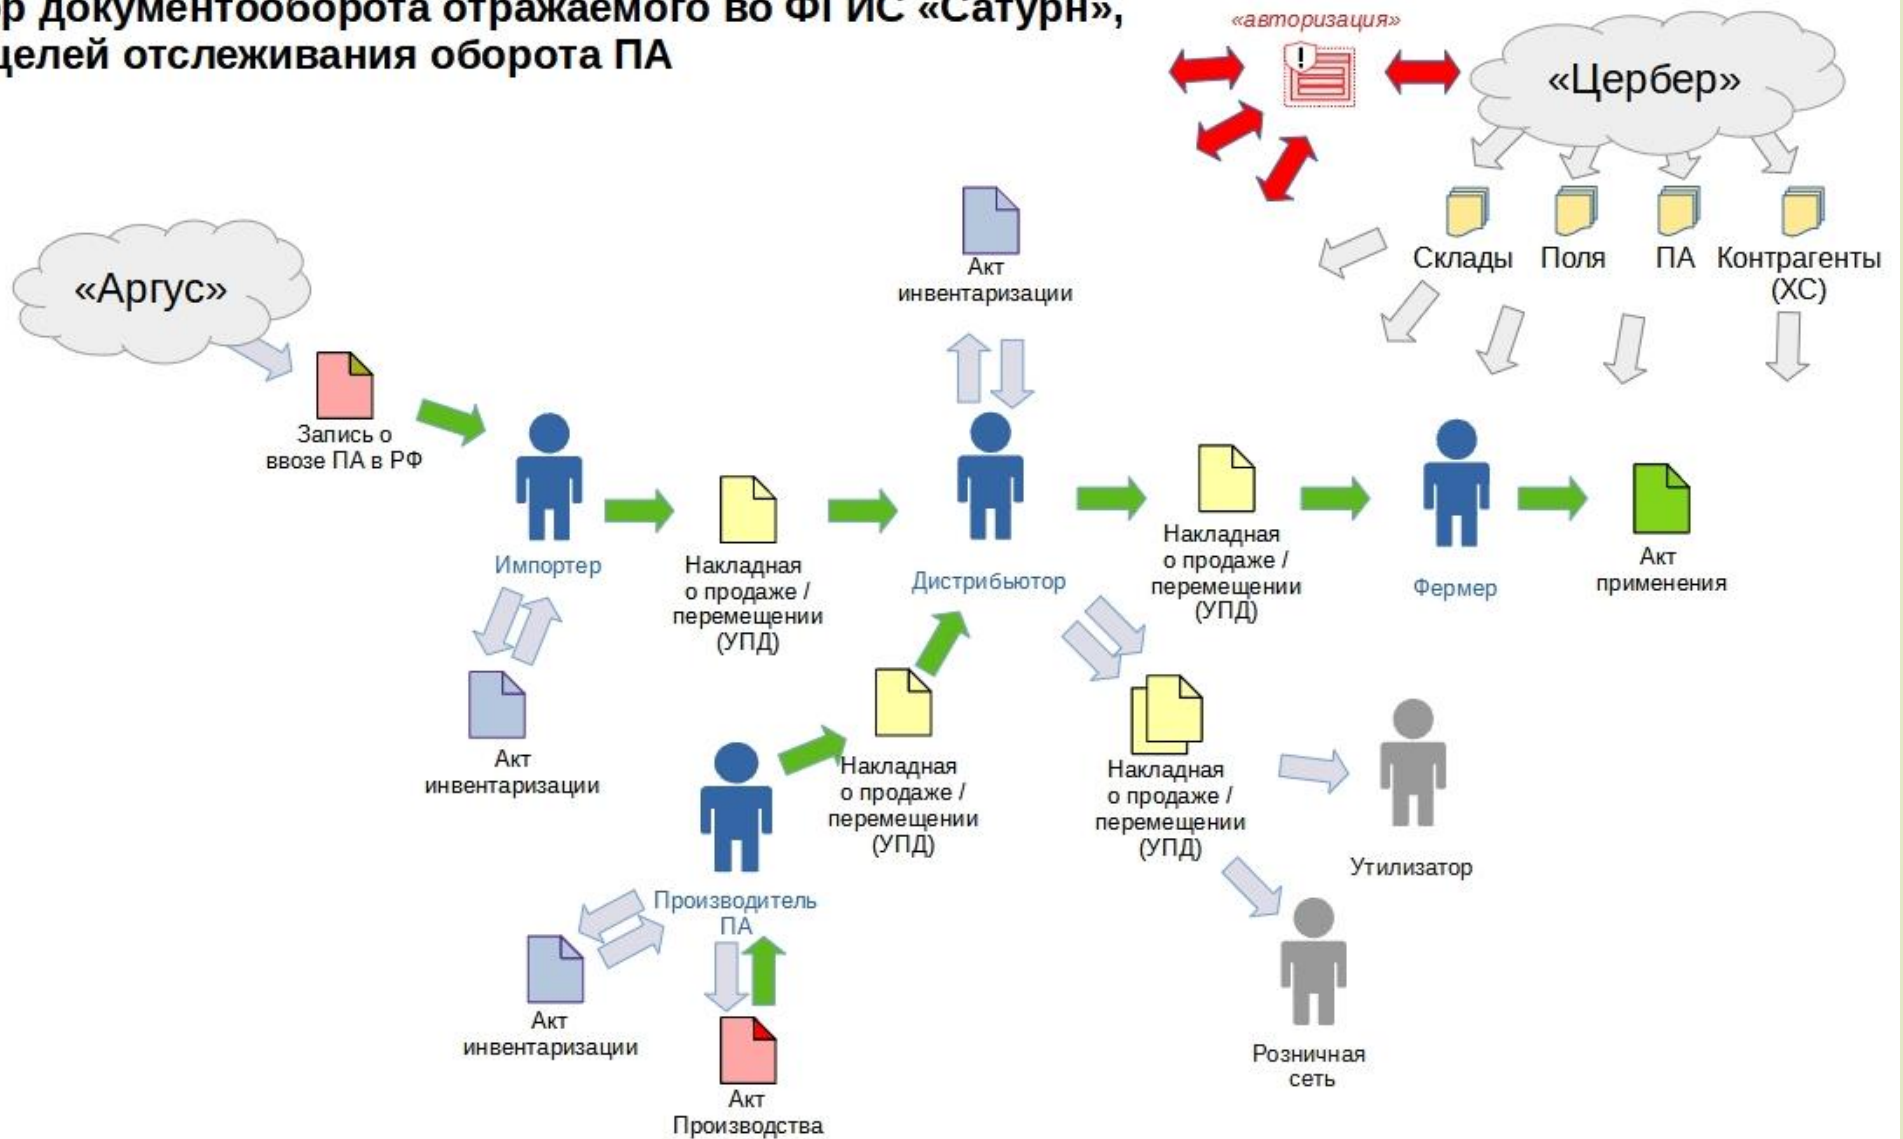 ор документооборота отражаемого во ФГИС «Сатурн»,
целей отслеживания оборота ПА
«авторизация»
!
«Цербер»
Склады
Поля
ПА
Контрагенты
(ХС)
«Аргус»
Акт
инвентаризации
Запись о
ввозе ПА в РФ
Импортер
Накладная
о продаже /
перемещении
(УПД)
Дистрибьютор
Накладная
о продаже /
перемещении
(УПД)
Фермер
Акт
применения
Акт
инвентаризации
Накладная
о продаже /
перемещении
(УПД)
Накладная
о продаже /
перемещении
(УПД)
Утилизатор
Производитель
ПА
Акт
инвентаризации
Акт
Производства
Розничная
сеть